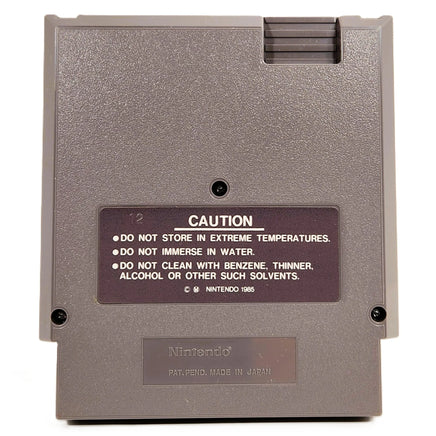 12
CAUTION
●DO NOT STORE IN EXTREME TEMPERATURES.
●DO NOT IMMERSE IN WATER.
●DO NOT CLEAN WITH BENZENE, THINNER,
ALCOHOL OR OTHER SUCH SOLVENTS.
© Ⓜ NINTENDO 1985
Nintendo®
PAT. PEND. MADE IN JAPAN